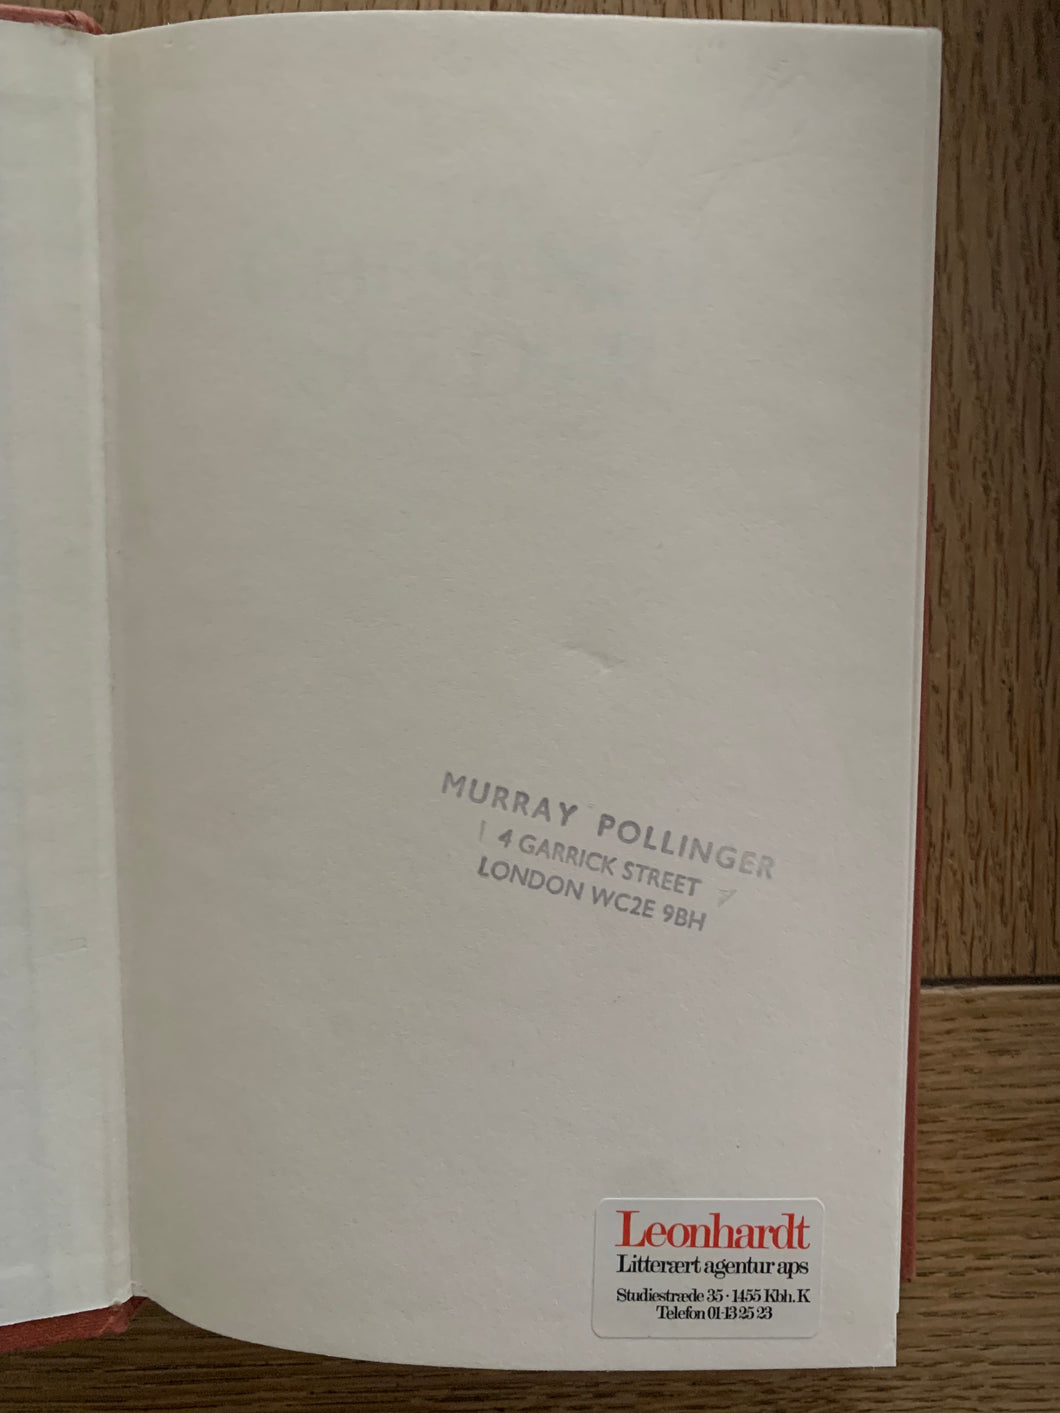 MURRAY POLLINGER
4 GARRICK STREET
LONDON WC2E 9BH
Leonhardt
Litterært agentur aps
Studiestræde 35 · 1455 Kbh. K
Telefon 01-13 25 23